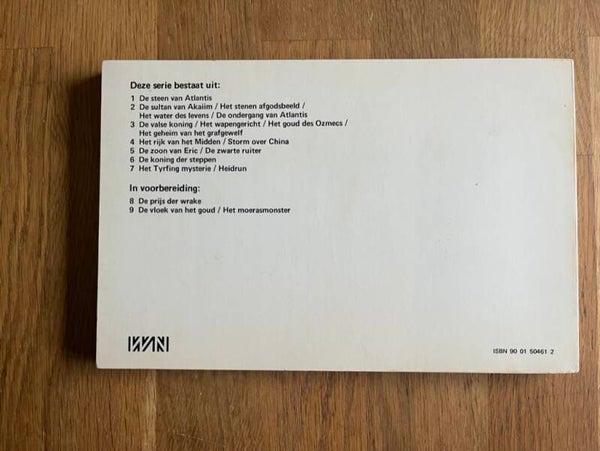 Deze serie bestaat uit:
1 De steen van Atlantis
2 De sultan van Akaiim / Het stenen afgodsbeeld /
Het water des levens / De ondergang van Atlantis
3 De valse koning / Het wapengericht / Het goud des Ozmecs /
Het geheim van het grafgewelf
4 Het rijk van het Midden / Storm over China
5 De zoon van Eric / De zwarte ruiter
6 De koning der steppen
7 Het Tyrfing mysterie / Heidrun
In voorbereiding:
8 De prijs der wrake
9 De vloek van het goud / Het moerasmonster
ISBN 90 01 50461 2